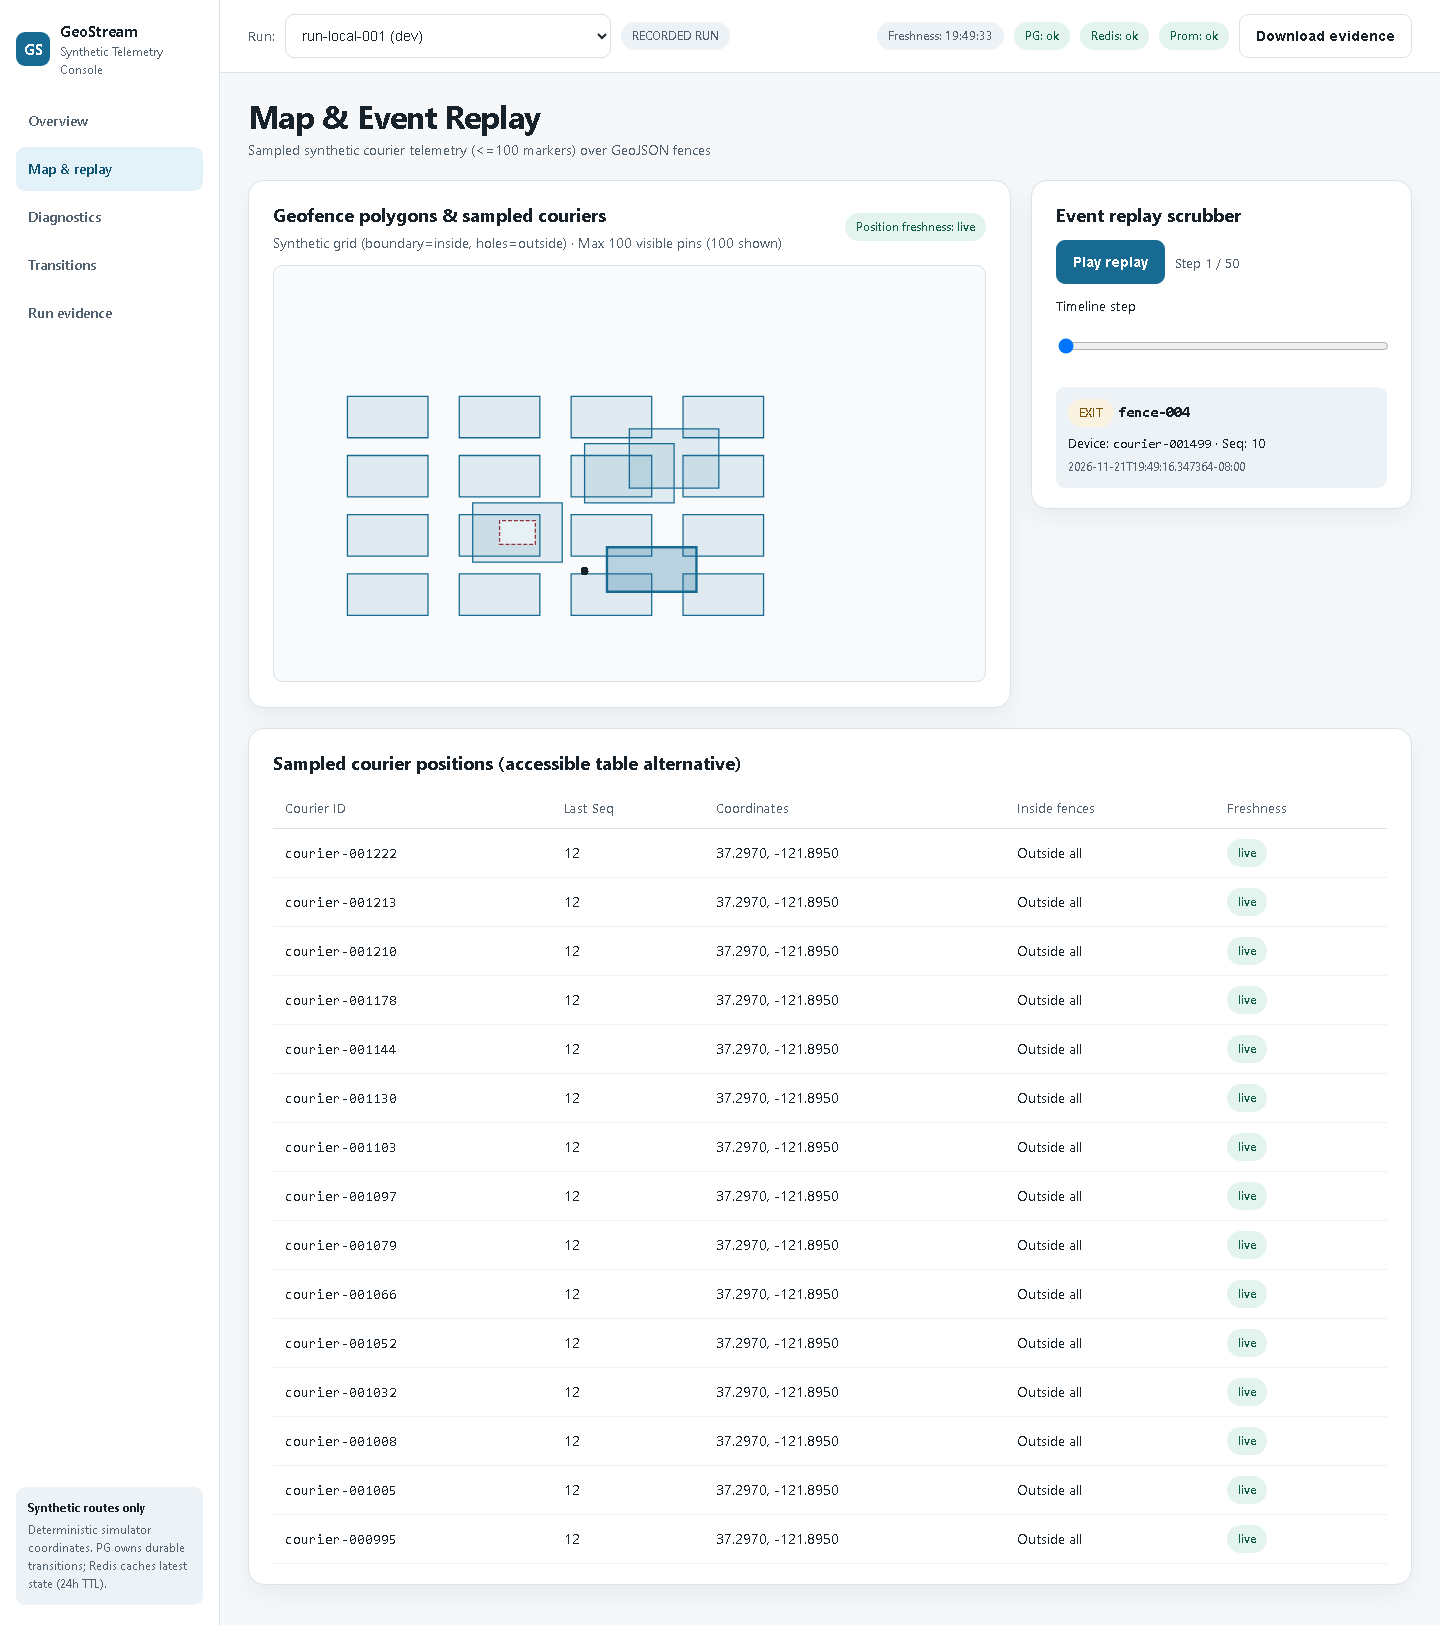 GS
GeoStream
Synthetic Telemetry
Console
Overview
Map & replay
Diagnostics
Transitions
Run evidence
Synthetic routes only
Deterministic simulator
coordinates. PG owns durable
transitions; Redis caches latest
state (24h TTL).
Run: run-local-001 (dev) RECORDED RUN Freshness: 19:49:33 PG: ok Redis: ok Prom: ok Download evidence
Map & Event Replay
Sampled synthetic courier telemetry (<=100 markers) over GeoJSON fences
Geofence polygons & sampled couriers
Synthetic grid (boundary=inside, holes=outside) · Max 100 visible pins (100 shown)
Position freshness: live
Event replay scrubber
Play replay Step 1 / 50
Timeline step
EXIT fence-004
Device: courier-001499 · Seq: 10
2026-11-21T19:49:16.347364-08:00
Sampled courier positions (accessible table alternative)
Courier ID Last Seq Coordinates Inside fences Freshness
courier-001222 12 37.2970, -121.8950 Outside all live
courier-001213 12 37.2970, -121.8950 Outside all live
courier-001210 12 37.2970, -121.8950 Outside all live
courier-001178 12 37.2970, -121.8950 Outside all live
courier-001144 12 37.2970, -121.8950 Outside all live
courier-001130 12 37.2970, -121.8950 Outside all live
courier-001103 12 37.2970, -121.8950 Outside all live
courier-001097 12 37.2970, -121.8950 Outside all live
courier-001079 12 37.2970, -121.8950 Outside all live
courier-001066 12 37.2970, -121.8950 Outside all live
courier-001052 12 37.2970, -121.8950 Outside all live
courier-001032 12 37.2970, -121.8950 Outside all live
courier-001008 12 37.2970, -121.8950 Outside all live
courier-001005 12 37.2970, -121.8950 Outside all live
courier-000995 12 37.2970, -121.8950 Outside all live